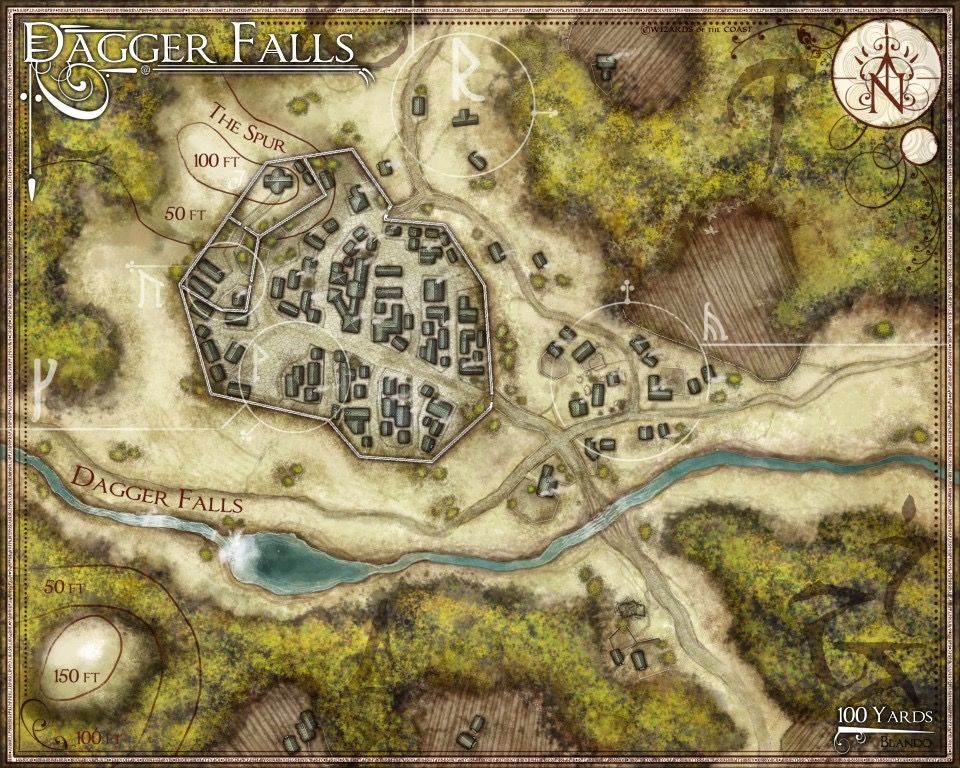 Dagger Falls
©Wizards of the Coast
N
The Spur
100 ft
50 ft
ᚱ
ᚢ
ᚹ
ᚠ
Dagger Falls
50 ft
150 ft
100 ft
100 Yards
Blando